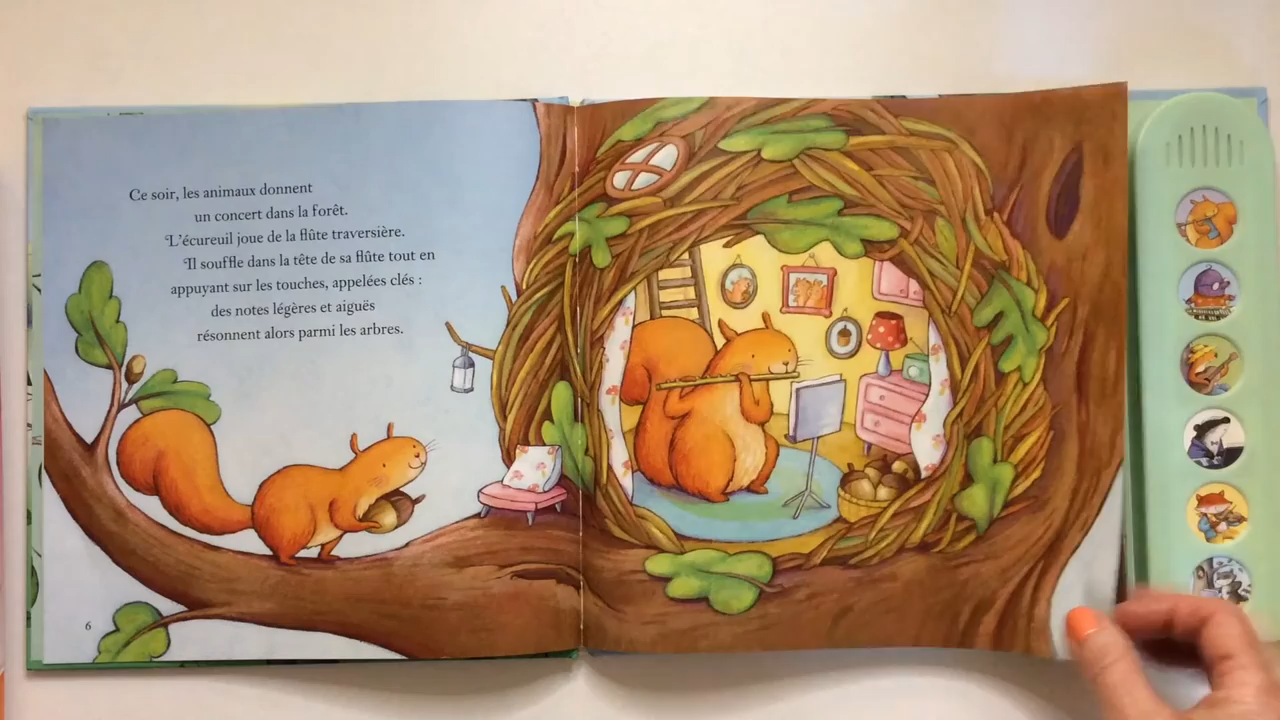 Ce soir, les animaux donnent
un concert dans la forêt.
L'écureuil joue de la flûte traversière.
Il souffle dans la tête de sa flûte tout en
appuyant sur les touches, appelées clés :
des notes légères et aiguës
résonnent alors parmi les arbres.
6